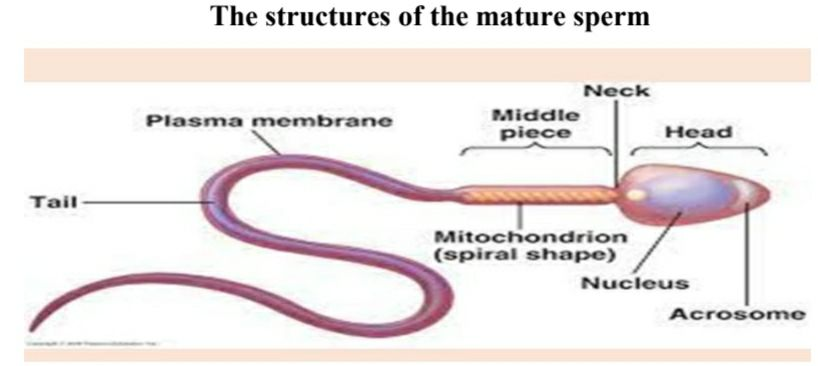 The structures of the mature sperm
Neck
Plasma membrane
Middle
piece
Head
Tail
Mitochondrion
(spiral shape)
Nucleus
Acrosome